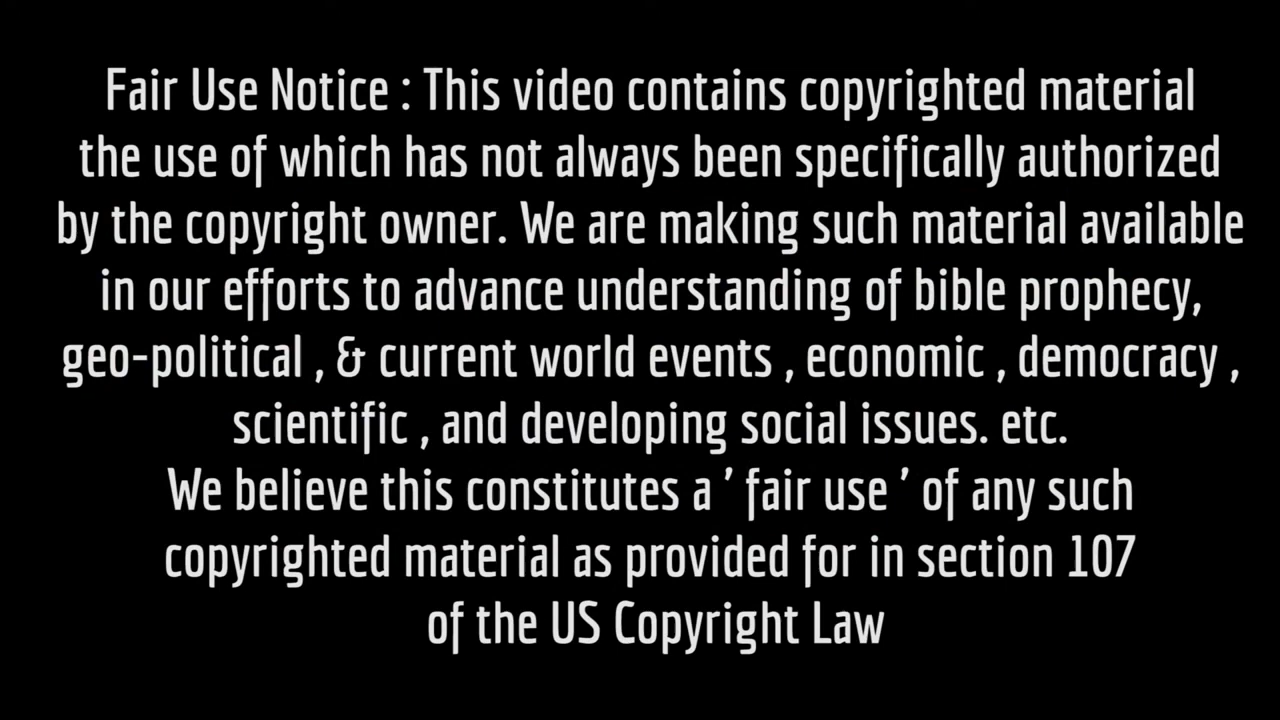 Fair Use Notice : This video contains copyrighted material
the use of which has not always been specifically authorized
by the copyright owner. We are making such material available
in our efforts to advance understanding of bible prophecy,
geo-political , & current world events , economic , democracy ,
scientific , and developing social issues. etc.
We believe this constitutes a ’ fair use ’ of any such
copyrighted material as provided for in section 107
of the US Copyright Law